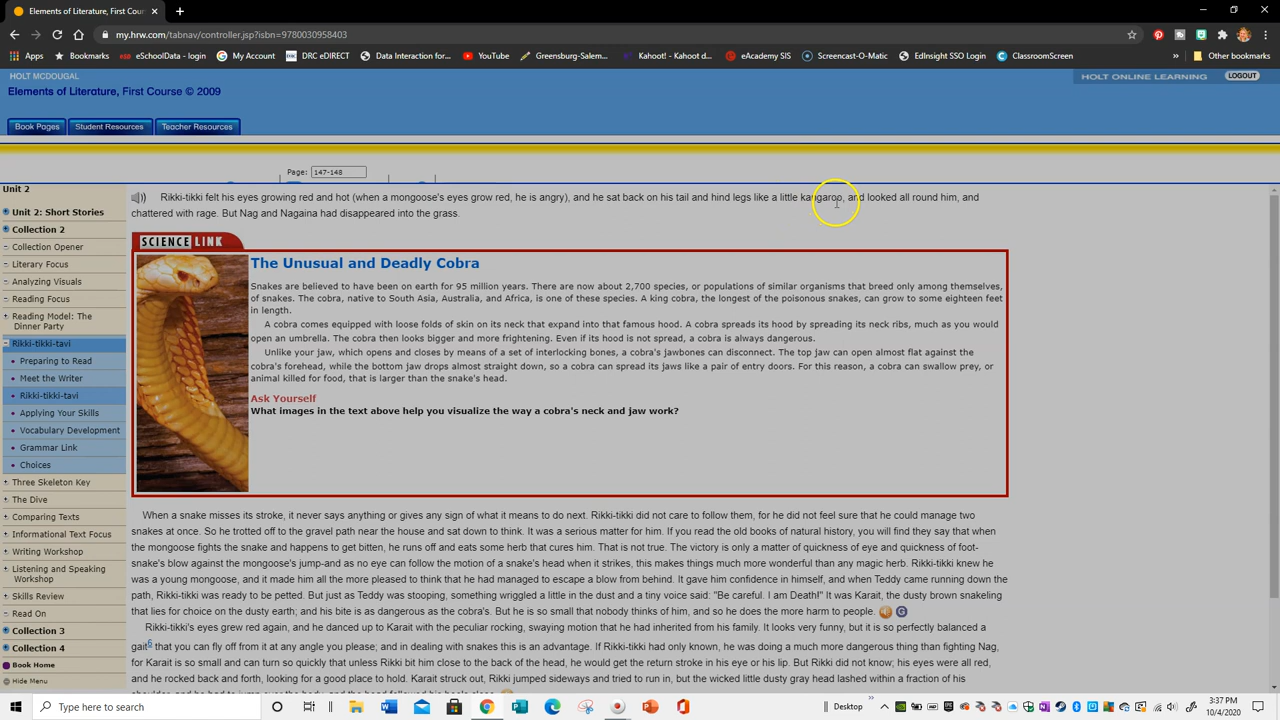 Elements of Literature: First Cou
my.hrw.com/tabnav/controller.jsp?isbn=9780030958403
Apps Bookmarks eSchoolData - login My Account DRC eDIRECT Data Interaction for... YouTube Greensburg-Salem... Kahoot! - Kahoot d... eAcademy SIS Screencast-O-Matic EdInsight SSO Login ClassroomScreen » Other bookmarks
HOLT MCDOUGAL
HOLT ONLINE LEARNING LOGOUT
Elements of Literature, First Course © 2009
Book Pages Student Resources Teacher Resources
Page: 147-148
Unit 2
Unit 2: Short Stories
Collection 2
Collection Opener
Literary Focus
Analyzing Visuals
Reading Focus
Reading Model: The
Dinner Party
Rikki-tikki-tavi
Preparing to Read
Meet the Writer
Rikki-tikki-tavi
Applying Your Skills
Vocabulary Development
Grammar Link
Choices
Three Skeleton Key
The Dive
Comparing Texts
Informational Text Focus
Writing Workshop
Listening and Speaking
Workshop
Skills Review
Read On
Collection 3
Collection 4
Book Home
Hide Menu
Rikki-tikki felt his eyes growing red and hot (when a mongoose's eyes grow red, he is angry), and he sat back on his tail and hind legs like a little kangaroo, and looked all round him, and
chattered with rage. But Nag and Nagaina had disappeared into the grass.
SCIENCE LINK
The Unusual and Deadly Cobra
Snakes are believed to have been on earth for 95 million years. There are now about 2,700 species, or populations of similar organisms that breed only among themselves,
of snakes. The cobra, native to South Asia, Australia, and Africa, is one of these species. A king cobra, the longest of the poisonous snakes, can grow to some eighteen feet
in length.
A cobra comes equipped with loose folds of skin on its neck that expand into that famous hood. A cobra spreads its hood by spreading its neck ribs, much as you would
open an umbrella. The cobra then looks bigger and more frightening. Even if its hood is not spread, a cobra is always dangerous.
Unlike your jaw, which opens and closes by means of a set of interlocking bones, a cobra's jawbones can disconnect. The top jaw can open almost flat against the
cobra's forehead, while the bottom jaw drops almost straight down, so a cobra can spread its jaws like a pair of entry doors. For this reason, a cobra can swallow prey, or
animal killed for food, that is larger than the snake's head.
Ask Yourself
What images in the text above help you visualize the way a cobra's neck and jaw work?
When a snake misses its stroke, it never says anything or gives any sign of what it means to do next. Rikki-tikki did not care to follow them, for he did not feel sure that he could manage two
snakes at once. So he trotted off to the gravel path near the house and sat down to think. It was a serious matter for him. If you read the old books of natural history, you will find they say that when
the mongoose fights the snake and happens to get bitten, he runs off and eats some herb that cures him. That is not true. The victory is only a matter of quickness of eye and quickness of foot-
snake's blow against the mongoose's jump-and as no eye can follow the motion of a snake's head when it strikes, this makes things much more wonderful than any magic herb. Rikki-tikki knew he
was a young mongoose, and it made him all the more pleased to think that he had managed to escape a blow from behind. It gave him confidence in himself, and when Teddy came running down the
path, Rikki-tikki was ready to be petted. But just as Teddy was stooping, something wriggled a little in the dust and a tiny voice said: "Be careful. I am Death!" It was Karait, the dusty brown snakeling
that lies for choice on the dusty earth; and his bite is as dangerous as the cobra's. But he is so small that nobody thinks of him, and so he does the more harm to people. G
Rikki-tikki's eyes grew red again, and he danced up to Karait with the peculiar rocking, swaying motion that he had inherited from his family. It looks very funny, but it is so perfectly balanced a
gait6 that you can fly off from it at any angle you please; and in dealing with snakes this is an advantage. If Rikki-tikki had only known, he was doing a much more dangerous thing than fighting Nag,
for Karait is so small and can turn so quickly that unless Rikki bit him close to the back of the head, he would get the return stroke in his eye or his lip. But Rikki did not know; his eyes were all red,
and he rocked back and forth, looking for a good place to hold. Karait struck out, Rikki jumped sideways and tried to run in, but the wicked little dusty gray head lashed within a fraction of his
shoulder, and he had to jump over the body, and the head followed his heels close.
Type here to search
Desktop »
3:37 PM
10/4/2020